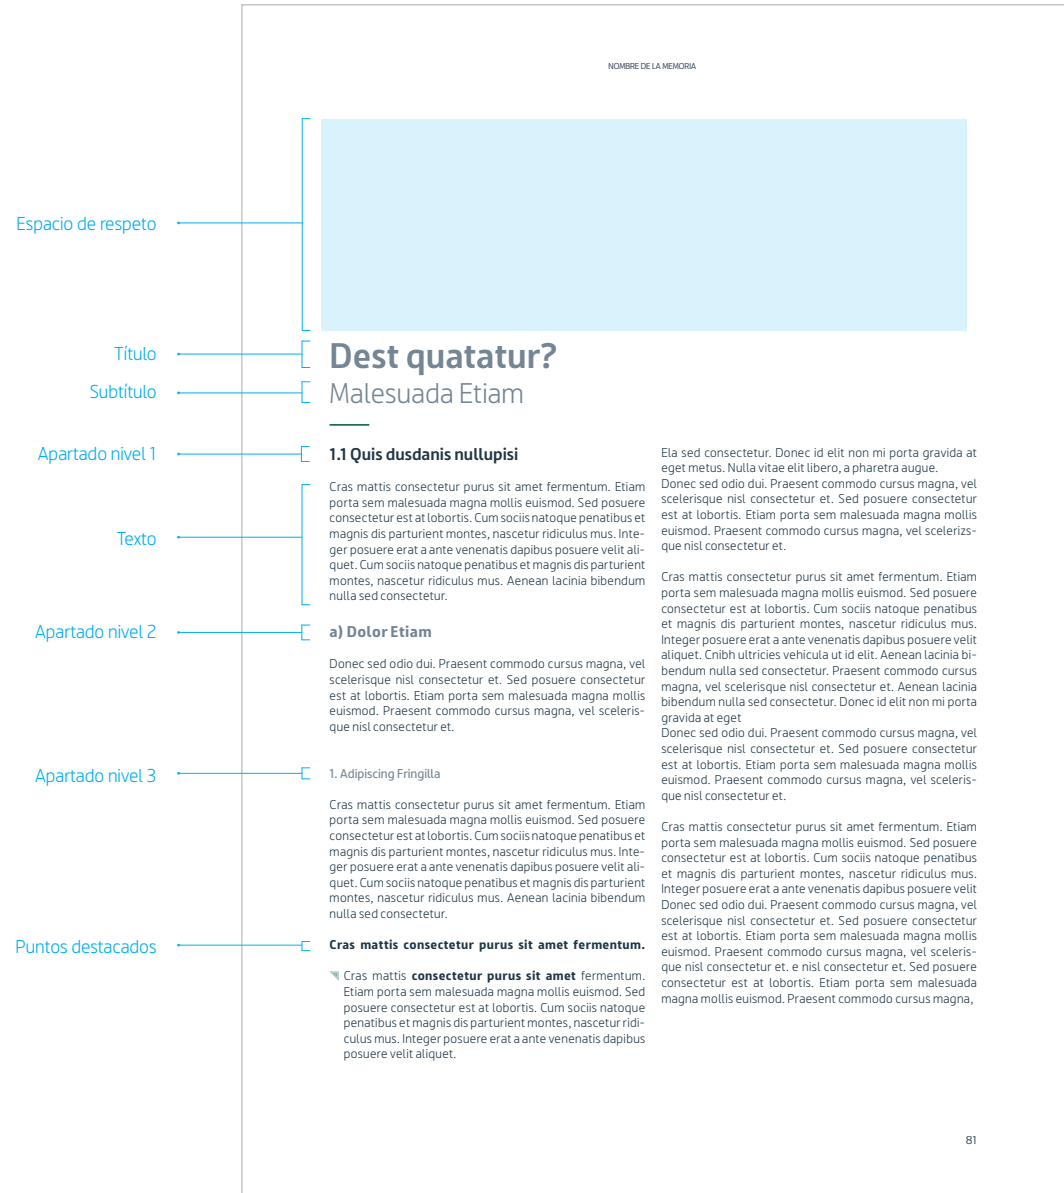 NOMBRE DE LA MEMORIA
Espacio de respeto
Título
Dest quatatur?
Subtítulo
Malesuada Etiam
Apartado nivel 1
1.1 Quis dusdanis nullupisi
Texto
Cras mattis consectetur purus sit amet fermentum. Etiam
porta sem malesuada magna mollis euismod. Sed posuere
consectetur est at lobortis. Cum sociis natoque penatibus et
magnis dis parturient montes, nascetur ridiculus mus. Inte-
ger posuere erat a ante venenatis dapibus posuere velit ali-
quet. Cum sociis natoque penatibus et magnis dis parturient
montes, nascetur ridiculus mus. Aenean lacinia bibendum
nulla sed consectetur.
Apartado nivel 2
a) Dolor Etiam
Donec sed odio dui. Praesent commodo cursus magna, vel
scelerisque nisl consectetur et. Sed posuere consectetur
est at lobortis. Etiam porta sem malesuada magna mollis
euismod. Praesent commodo cursus magna, vel sceleris-
que nisl consectetur et.
Apartado nivel 3
1. Adipiscing Fringilla
Cras mattis consectetur purus sit amet fermentum. Etiam
porta sem malesuada magna mollis euismod. Sed posuere
consectetur est at lobortis. Cum sociis natoque penatibus et
magnis dis parturient montes, nascetur ridiculus mus. Inte-
ger posuere erat a ante venenatis dapibus posuere velit ali-
quet. Cum sociis natoque penatibus et magnis dis parturient
montes, nascetur ridiculus mus. Aenean lacinia bibendum
nulla sed consectetur.
Puntos destacados
Cras mattis consectetur purus sit amet fermentum.
Cras mattis consectetur purus sit amet fermentum.
Etiam porta sem malesuada magna mollis euismod. Sed
posuere consectetur est at lobortis. Cum sociis natoque
penatibus et magnis dis parturient montes, nascetur ridi-
culus mus. Integer posuere erat a ante venenatis dapibus
posuere velit aliquet.
Ela sed consectetur. Donec id elit non mi porta gravida at
eget metus. Nulla vitae elit libero, a pharetra augue.
Donec sed odio dui. Praesent commodo cursus magna, vel
scelerisque nisl consectetur et. Sed posuere consectetur
est at lobortis. Etiam porta sem malesuada magna mollis
euismod. Praesent commodo cursus magna, vel scelerizs-
que nisl consectetur et.
Cras mattis consectetur purus sit amet fermentum. Etiam
porta sem malesuada magna mollis euismod. Sed posuere
consectetur est at lobortis. Cum sociis natoque penatibus
et magnis dis parturient montes, nascetur ridiculus mus.
Integer posuere erat a ante venenatis dapibus posuere velit
aliquet. Cnibh ultricies vehicula ut id elit. Aenean lacinia bi-
bendum nulla sed consectetur. Praesent commodo cursus
magna, vel scelerisque nisl consectetur et. Aenean lacinia
bibendum nulla sed consectetur. Donec id elit non mi porta
gravida at eget
Donec sed odio dui. Praesent commodo cursus magna, vel
scelerisque nisl consectetur et. Sed posuere consectetur
est at lobortis. Etiam porta sem malesuada magna mollis
euismod. Praesent commodo cursus magna, vel sceleris-
que nisl consectetur et.
Cras mattis consectetur purus sit amet fermentum. Etiam
porta sem malesuada magna mollis euismod. Sed posuere
consectetur est at lobortis. Cum sociis natoque penatibus
et magnis dis parturient montes, nascetur ridiculus mus.
Integer posuere erat a ante venenatis dapibus posuere velit
Donec sed odio dui. Praesent commodo cursus magna, vel
scelerisque nisl consectetur et. Sed posuere consectetur
est at lobortis. Etiam porta sem malesuada magna mollis
euismod. Praesent commodo cursus magna, vel sceleris-
que nisl consectetur et. e nisl consectetur et. Sed posuere
consectetur est at lobortis. Etiam porta sem malesuada
magna mollis euismod. Praesent commodo cursus magna,
81